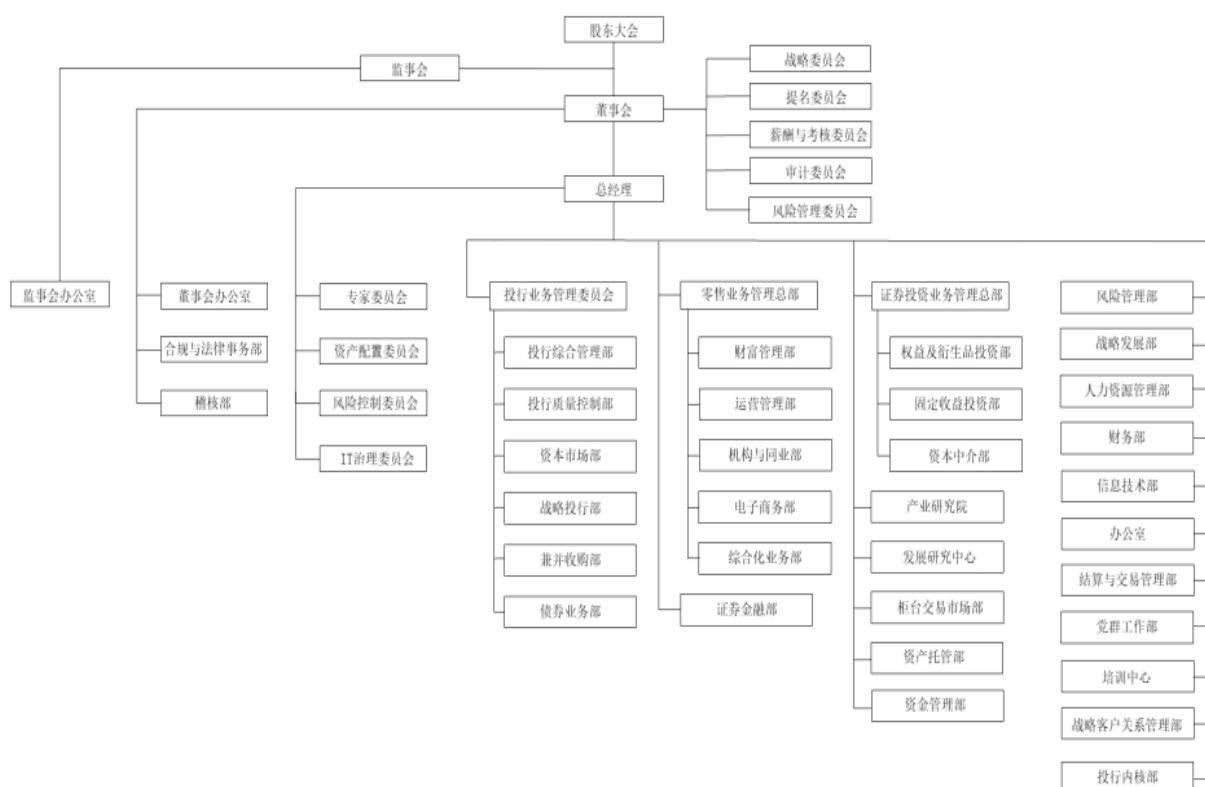 股东大会
监事会
董事会
战略委员会
提名委员会
薪酬与考核委员会
审计委员会
风险管理委员会
总经理
监事会办公室
董事会办公室
合规与法律事务部
稽核部
专家委员会
资产配置委员会
风险控制委员会
IT治理委员会
投行业务管理委员会
投行综合管理部
投行质量控制部
资本市场部
战略投行部
兼并收购部
债券业务部
零售业务管理总部
财富管理部
运营管理部
机构与同业部
电子商务部
综合化业务部
证券金融部
证券投资业务管理总部
权益及衍生品投资部
固定收益投资部
资本中介部
产业研究院
发展研究中心
柜台交易市场部
资产托管部
资金管理部
风险管理部
战略发展部
人力资源管理部
财务部
信息技术部
办公室
结算与交易管理部
党群工作部
培训中心
战略客户关系管理部
投行内核部